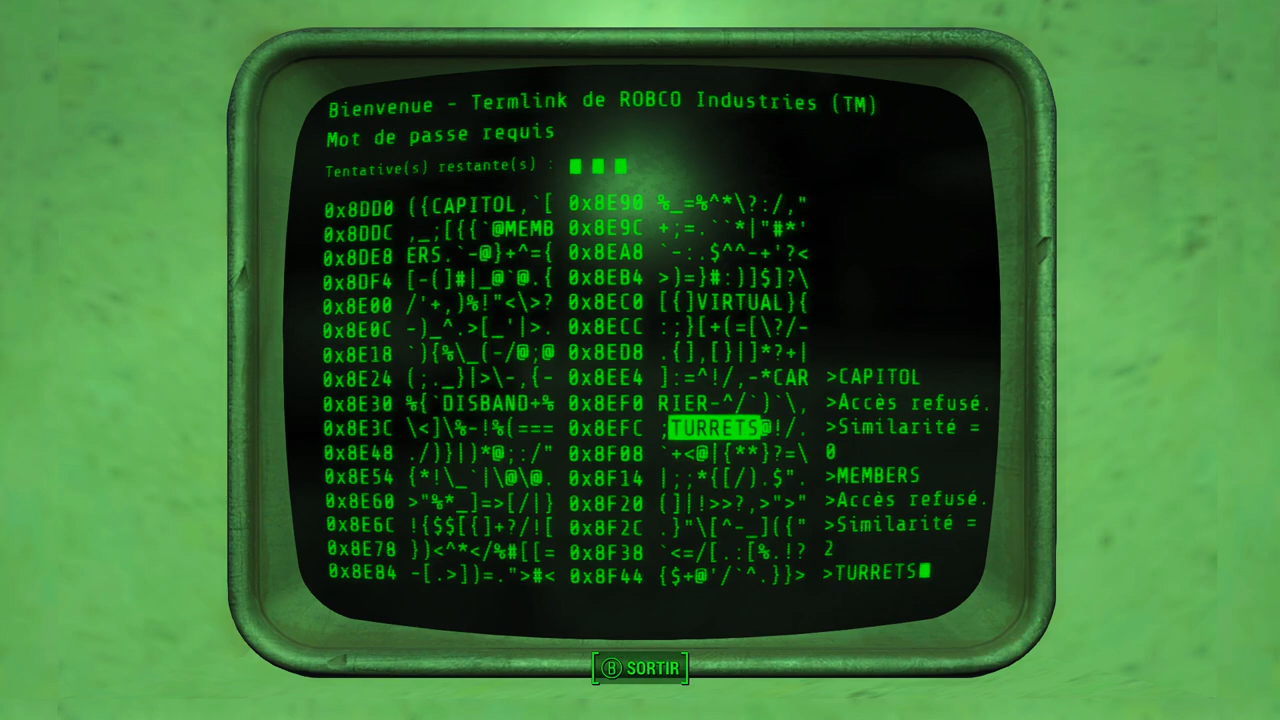 Bienvenue - Termlink de ROBCO Industries (TM)
Mot de passe requis
Tentative(s) restante(s) : ■ ■ ■
0x8DD0 ({CAPITOL,`[ 0x8E90 %_=%^*\?:/,"
0x8DDC ,_;[{{`@MEMB 0x8E9C +;=.``*|"#*'
0x8DE8 ERS.`-@}+^={ 0x8EA8 `-:.$^^-+'?<
0x8DF4 [-(]#|_@`@.{ 0x8EB4 >)=}#:)]$]?\
0x8E00 /'+,)%!"<\>? 0x8EC0 [{]VIRTUAL}{
0x8E0C -)_^.>[_'|>. 0x8ECC :;}[+(=[\?/-
0x8E18 `){%\_(-/@;@ 0x8ED8 .{],[}|]*?+|
0x8E24 (;._}|>\-,{- 0x8EE4 ]:=^!/,-*CAR >CAPITOL
0x8E30 %{`DISBAND+% 0x8EF0 RIER-^/`)`\, >Accès refusé.
0x8E3C \<]\%-!%(=== 0x8EFC ;TURRETS@!/. >Similarité =
0x8E48 ./)}|)*@;:/" 0x8F08 `+<@|{**}?=\ 0
0x8E54 {*!\_`|\@\@. 0x8F14 |;;*{[/).$". >MEMBERS
0x8E60 >"%*_]=>[/|} 0x8F20 (]|!>>?,>">" >Accès refusé.
0x8E6C !{$$[{]+?/![ 0x8F2C .}"\[^-_]({" >Similarité =
0x8E78 })<^*</%#[[= 0x8F38 `<=/[.:[%.!? 2
0x8E84 -[.>])=.">#< 0x8F44 {$+@'/`^.}}> >TURRETS■
Ⓑ SORTIR